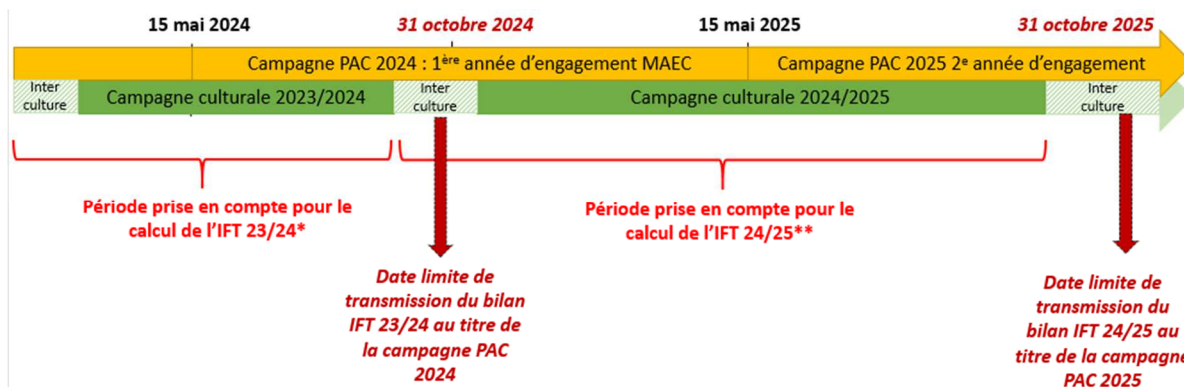 15 mai 2024
31 octobre 2024
15 mai 2025
31 octobre 2025
Campagne PAC 2024 : 1ère année d'engagement MAEC
Campagne PAC 2025 2e année d'engagement
Inter
culture
Campagne culturale 2023/2024
Inter
culture
Campagne culturale 2024/2025
Inter
culture
Période prise en compte pour le
calcul de l'IFT 23/24*
Période prise en compte pour le
calcul de l'IFT 24/25**
Date limite de
transmission du bilan
IFT 23/24 au titre de
la campagne PAC
2024
Date limite de
transmission du
bilan IFT 24/25 au
titre de la campagne
PAC 2025